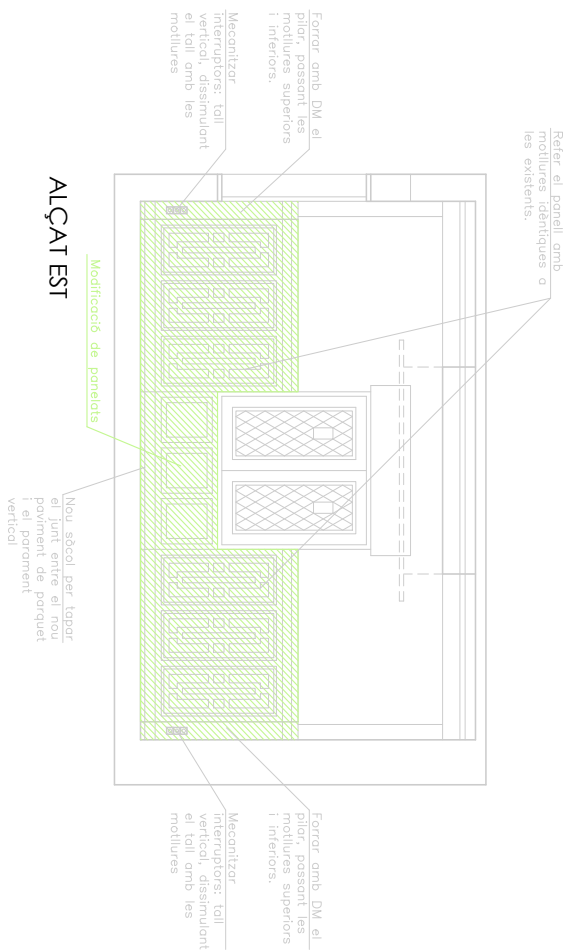 Refer el panell amb
motllures idèntiques a
les existents.
Forrar amb DM el
pilar, passant les
motllures superiors
i inferiors.
Mecanitzar
interruptors: tall
vertical, dissimulant
el tall amb les
motllures
Forrar amb DM el
pilar, passant les
motllures superiors
i inferiors.
Mecanitzar
interruptors: tall
vertical, dissimulant
el tall amb les
motllures
Modificació de panelats
Nou sòcol per tapar
el junt entre el nou
paviment de parquet
i el parament
vertical
ALÇAT EST